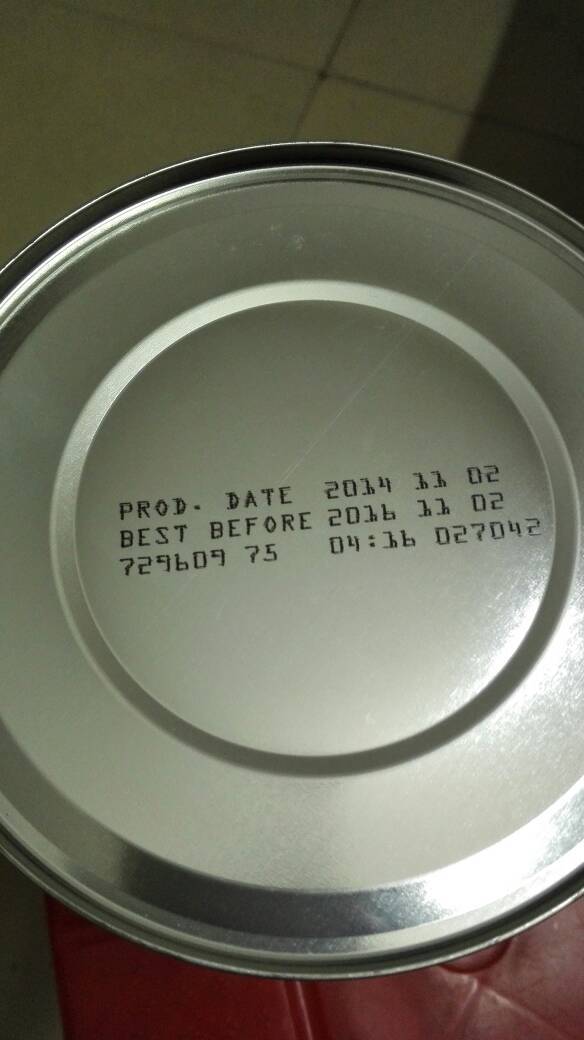 PROD. DATE 2014 11 02
BEST BEFORE 2016 11 02
729609 75 04:16 027042